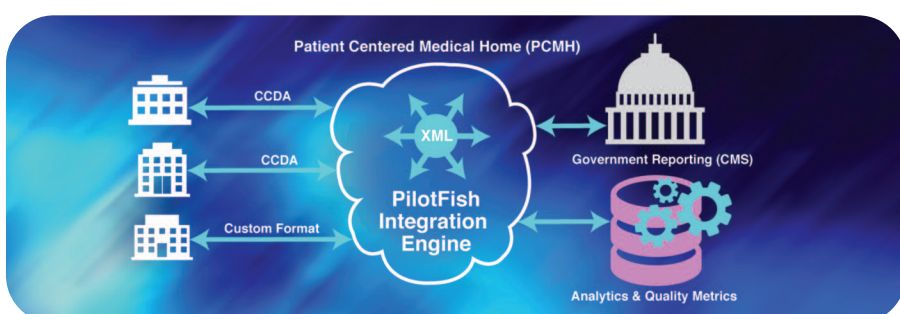 Patient Centered Medical Home (PCMH)
CCDA
CCDA
Custom Format
XML
PilotFish
Integration
Engine
Government Reporting (CMS)
Analytics & Quality Metrics